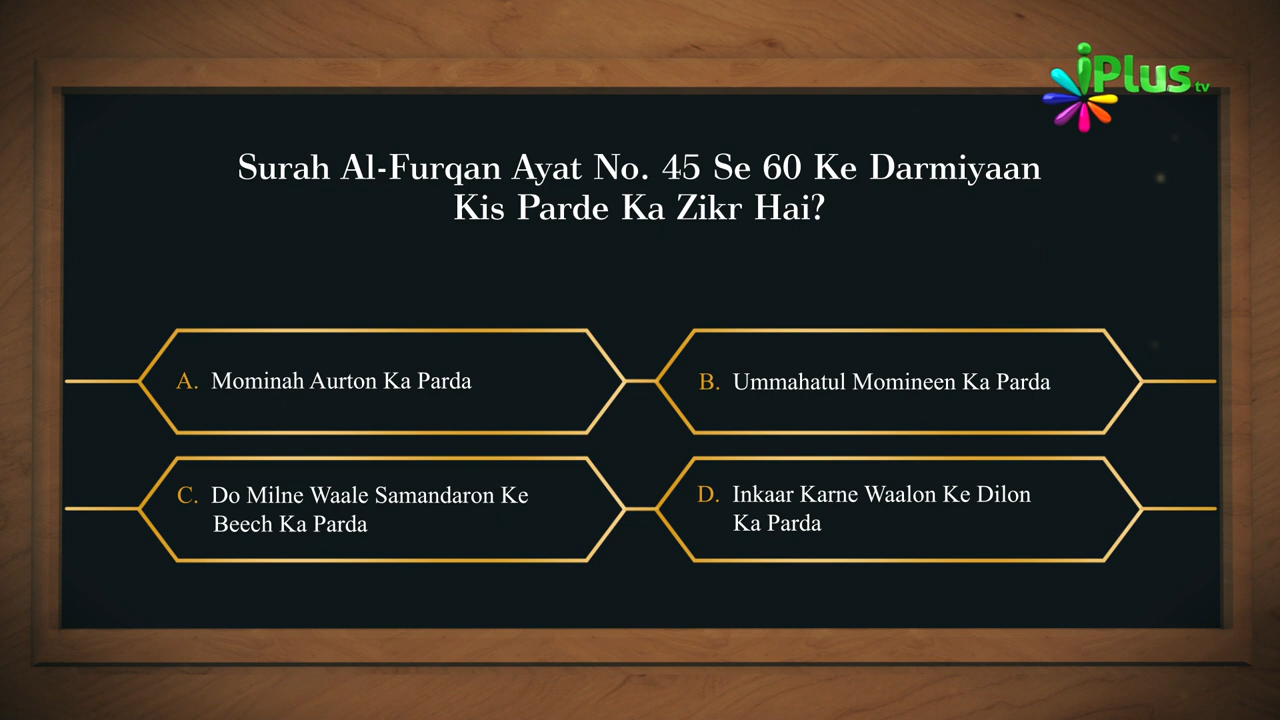 iPlus tv
Surah Al-Furqan Ayat No. 45 Se 60 Ke Darmiyaan
Kis Parde Ka Zikr Hai?
A. Mominah Aurton Ka Parda
B. Ummahatul Momineen Ka Parda
C. Do Milne Waale Samandaron Ke
Beech Ka Parda
D. Inkaar Karne Waalon Ke Dilon
Ka Parda